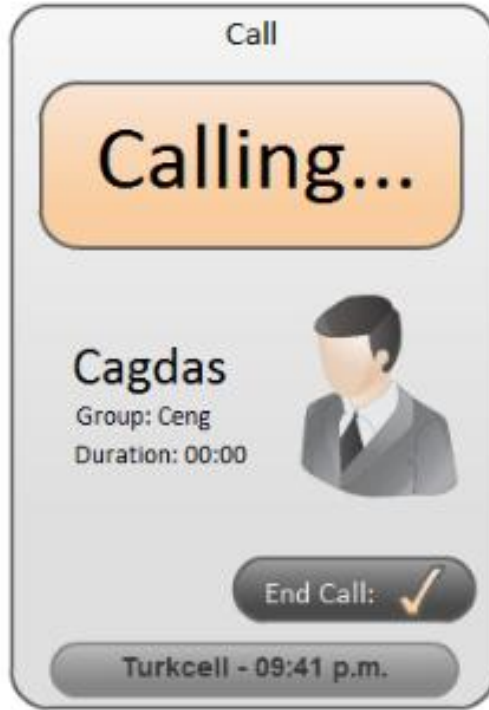 Call
Calling...
Cagdas
Group: Ceng
Duration: 00:00
End Call:
Turkcell - 09:41 p.m.